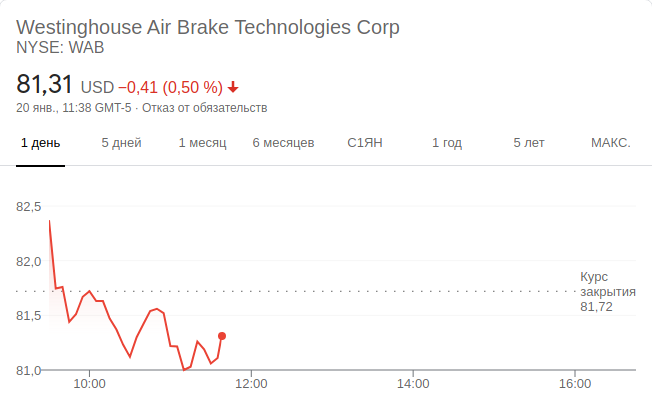 Westinghouse Air Brake Technologies Corp
NYSE: WAB
81,31 USD −0,41 (0,50 %)
20 янв., 11:38 GMT-5 · Отказ от обязательств
1 день 5 дней 1 месяц 6 месяцев С1ЯН 1 год 5 лет МАКС.
82,5
82,0
Курс
закрытия
81,72
81,5
81,0
10:00 12:00 14:00 16:00